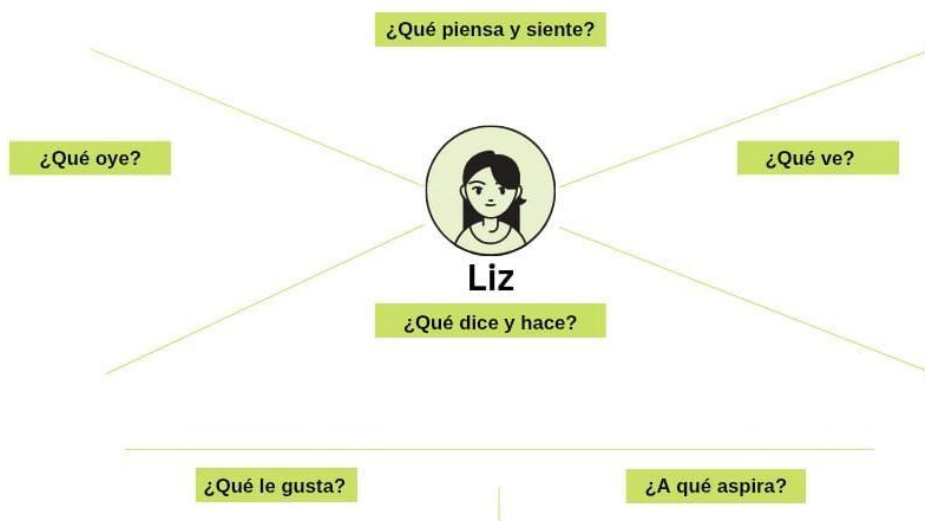 ¿Qué piensa y siente?
¿Qué oye?
¿Qué ve?
Liz
¿Qué dice y hace?
¿Qué le gusta?
¿A qué aspira?